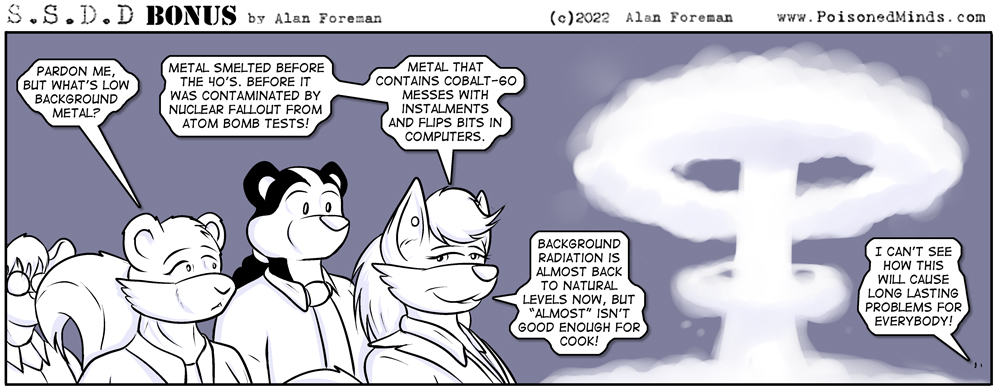 S.S.D.D BONUS by Alan Foreman (c)2022 Alan Foreman www.PoisonedMinds.com
PARDON ME,
BUT WHAT'S LOW
BACKGROUND
METAL?
METAL SMELTED BEFORE
THE 40'S. BEFORE IT
WAS CONTAMINATED BY
NUCLEAR FALLOUT FROM
ATOM BOMB TESTS!
METAL THAT
CONTAINS COBALT-60
MESSES WITH
INSTALMENTS
AND FLIPS BITS IN
COMPUTERS.
BACKGROUND
RADIATION IS
ALMOST BACK
TO NATURAL
LEVELS NOW, BUT
"ALMOST" ISN'T
GOOD ENOUGH FOR
COOK!
I CAN'T SEE
HOW THIS
WILL CAUSE
LONG LASTING
PROBLEMS FOR
EVERYBODY!